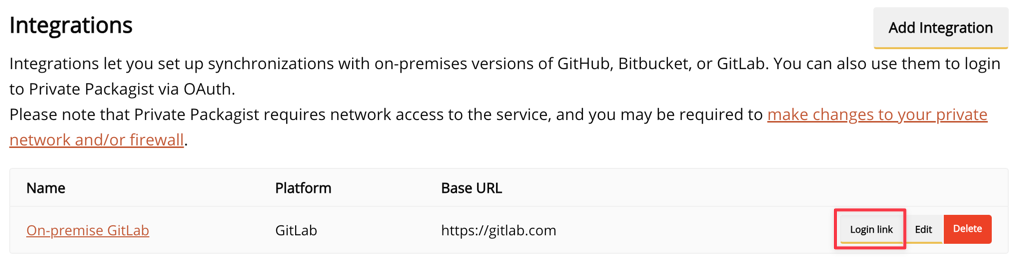 Integrations
Add Integration
Integrations let you set up synchronizations with on-premises versions of GitHub, Bitbucket, or GitLab. You can also use them to login
to Private Packagist via OAuth.
Please note that Private Packagist requires network access to the service, and you may be required to make changes to your private
network and/or firewall.
Name Platform Base URL
On-premise GitLab GitLab https://gitlab.com Login link Edit Delete